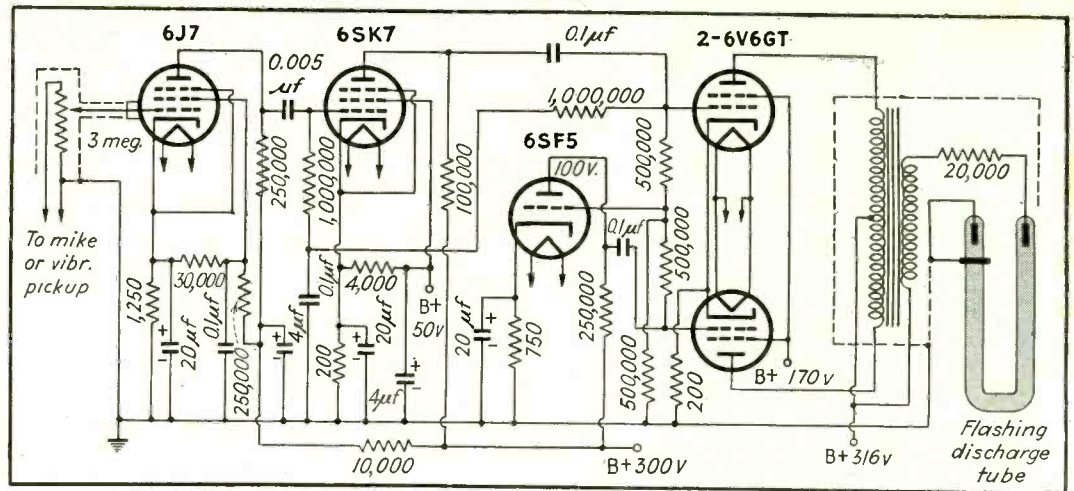 6J7
6SK7
2-6V6GT
0.1µf
0.005
µf
1,000,000
3 meg.
6SF5
100v.
250,000
1,000,000
100,000
500,000
20,000
0.1µf
500,000
To mike
or vibr.
pickup
30,000
4,000
B+
50v
1,250
20µf
0.1µf
250,000
4µf
0.1µf
200
20µf
4µf
20µf
750
250,000
500,000
200
B+ 170v
10,000
B+300V
B+316v
Flashing
discharge
tube